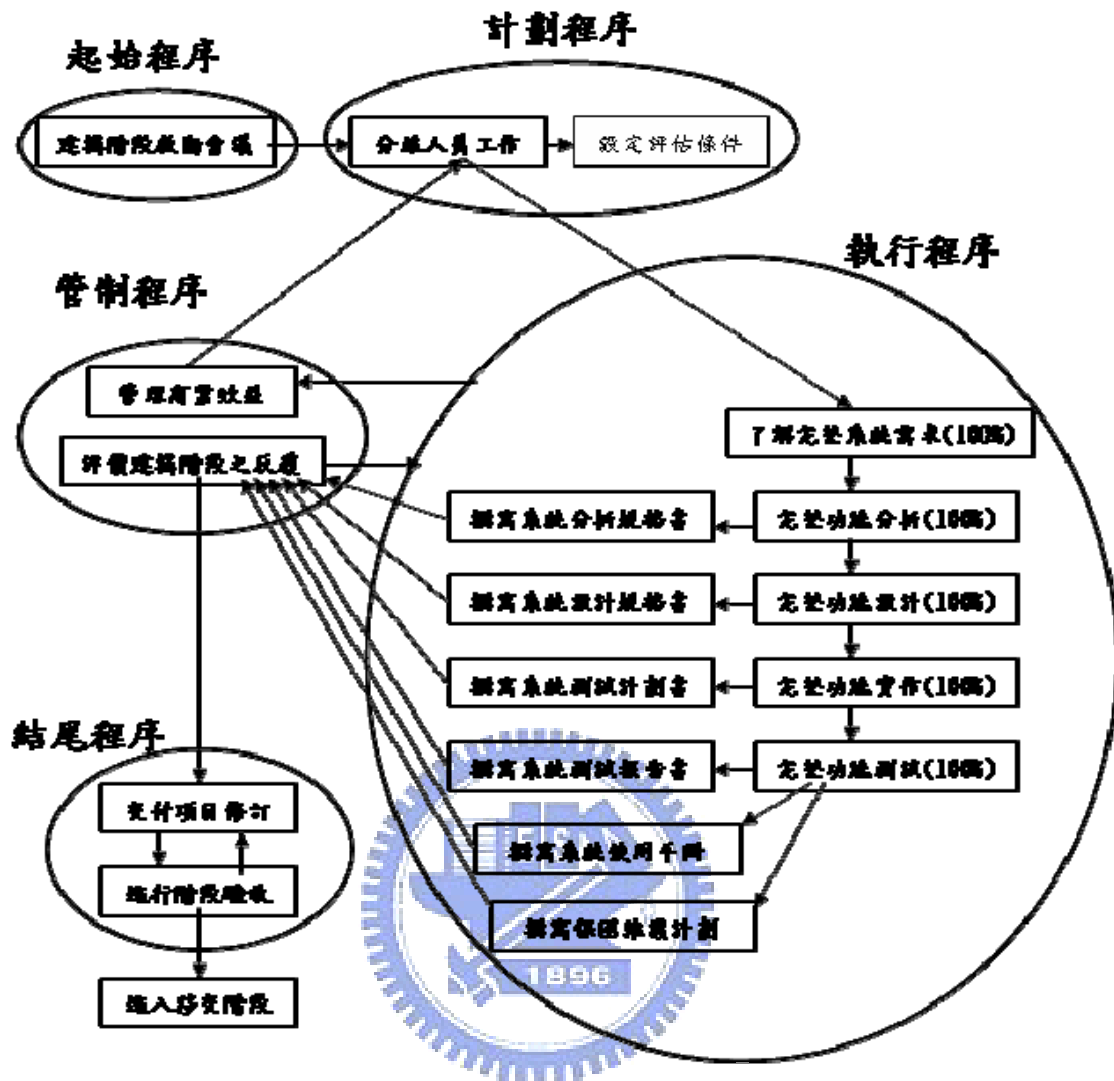 計劃程序
起始程序
建構階段啟動會議
分派人員工作
設定評估條件
執行程序
管制程序
管理商業效益
了解完整系統需求(100%)
評價建構階段之反覆
撰寫系統分析規格書
完整功能分析(100%)
撰寫系統設計規格書
完整功能設計(100%)
撰寫系統測試計劃書
完整功能實作(100%)
結尾程序
撰寫系統測試報告書
完整功能測試(100%)
交付項目修訂
撰寫系統使用手冊
進行階段驗收
撰寫保固維護計劃
1896
進入移交階段